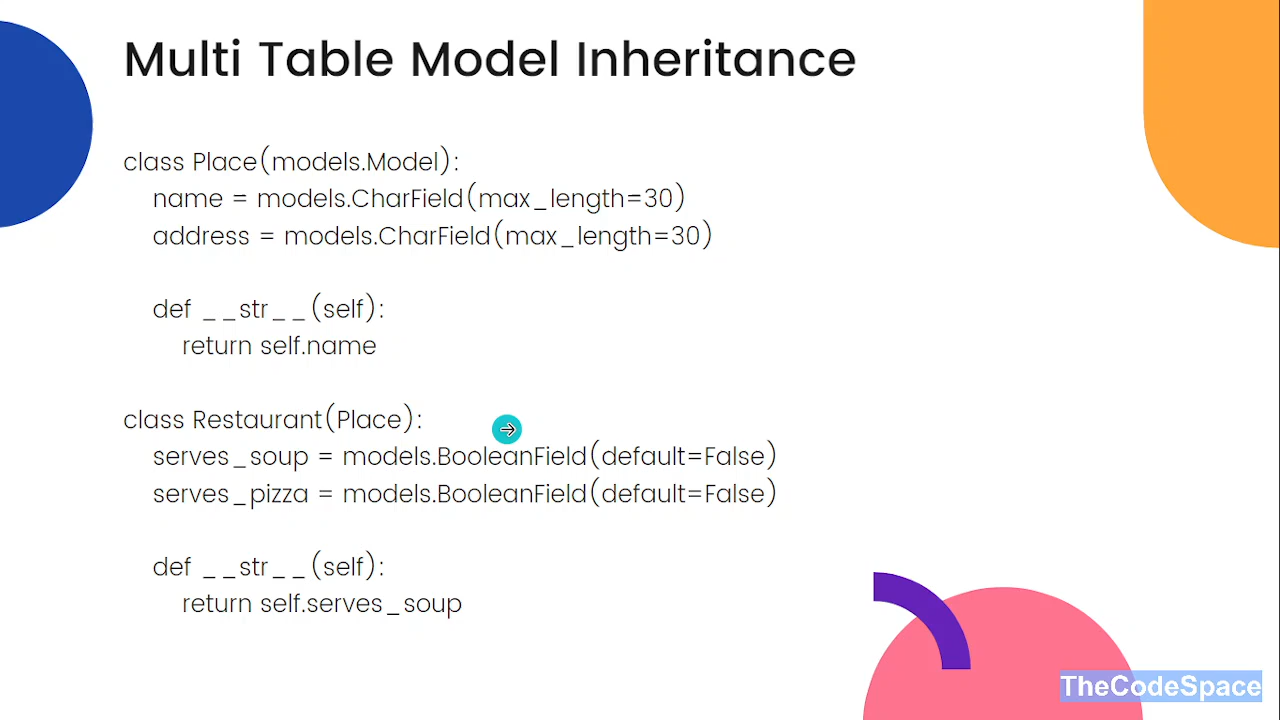 Multi Table Model Inheritance
class Place(models.Model):
name = models.CharField(max_length=30)
address = models.CharField(max_length=30)
def __str__(self):
return self.name
class Restaurant(Place):
serves_soup = models.BooleanField(default=False)
serves_pizza = models.BooleanField(default=False)
def __str__(self):
return self.serves_soup
TheCodeSpace